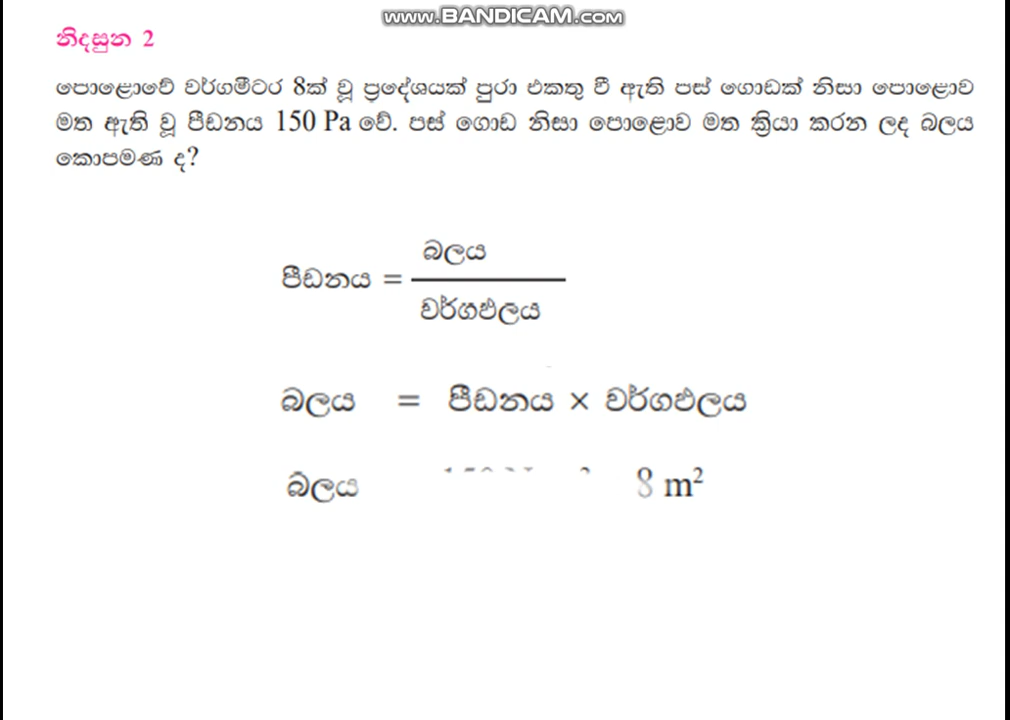 www.BANDICAM.com
නිදසුන 2
පොළොවේ වර්ගමීටර 8ක් වූ ප්‍රදේශයක් පුරා එකතු වී ඇති පස් ගොඩක් නිසා පොළොව
මත ඇති වූ පීඩනය 150 Pa වේ. පස් ගොඩ නිසා පොළොව මත ක්‍රියා කරන ලද බලය
කොපමණ ද?
බලය
පීඩනය =
වර්ගඵලය
බලය = පීඩනය × වර්ගඵලය
බලය 8 m²